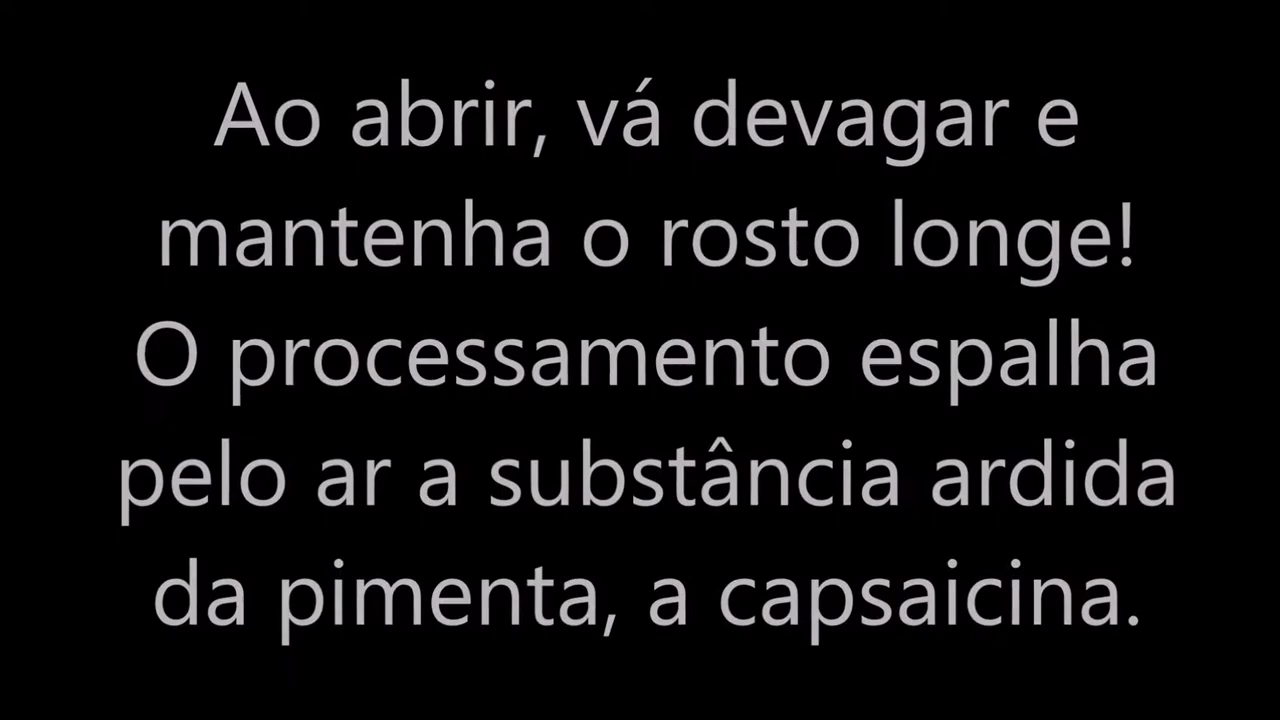 Ao abrir, vá devagar e
mantenha o rosto longe!
O processamento espalha
pelo ar a substância ardida
da pimenta, a capsaicina.